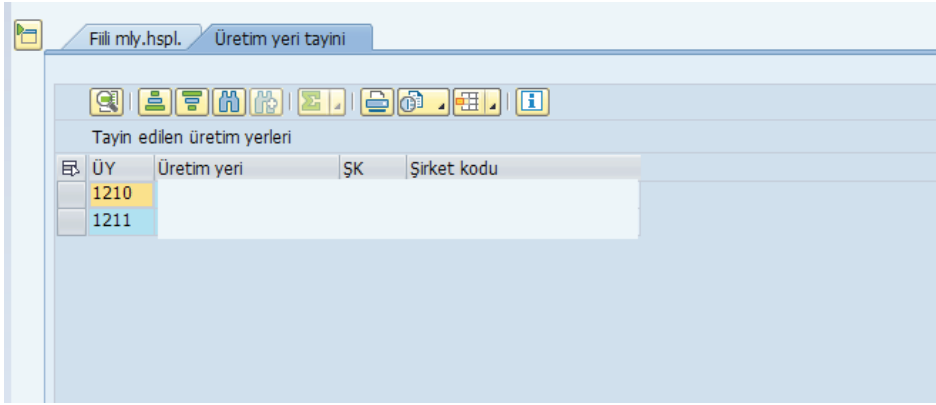 Fiili mly.hspl. Üretim yeri tayini
Tayin edilen üretim yerleri
ÜY Üretim yeri ŞK Şirket kodu
1210
1211